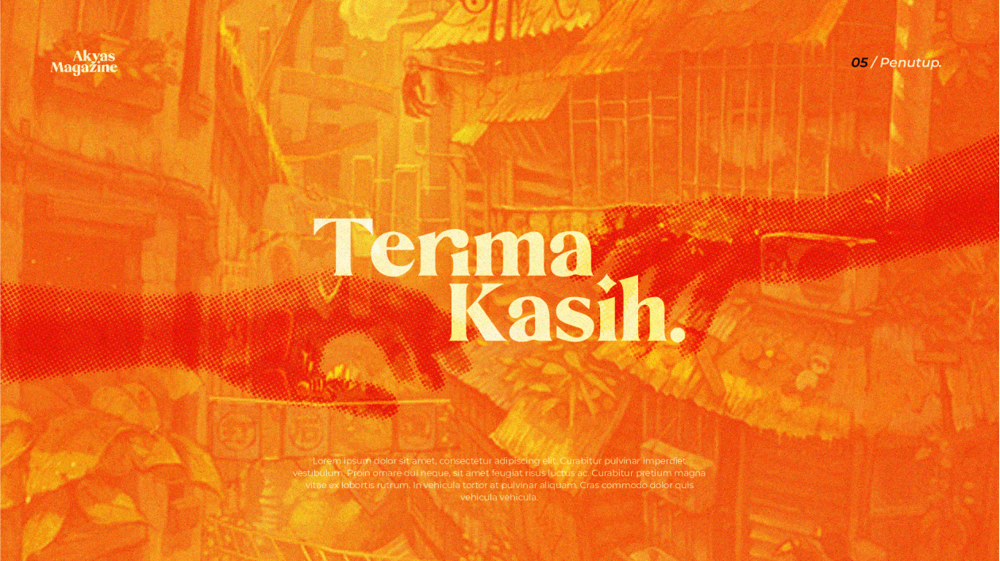 Akyas
Magazine
05 / Penutup.
Terma
Kasih.
Lorem ipsum dolor sit amet, consectetur adipiscing elit. Curabitur pulvinar imperdiet
vestibulum. Proin ornare dui neque, sit amet feugiat risus luctus ac. Curabitur pretium magna
vitae ex lobortis rutrum. In vehicula tortor at pulvinar aliquam. Cras commodo dolor quis
vehicula vehicula.